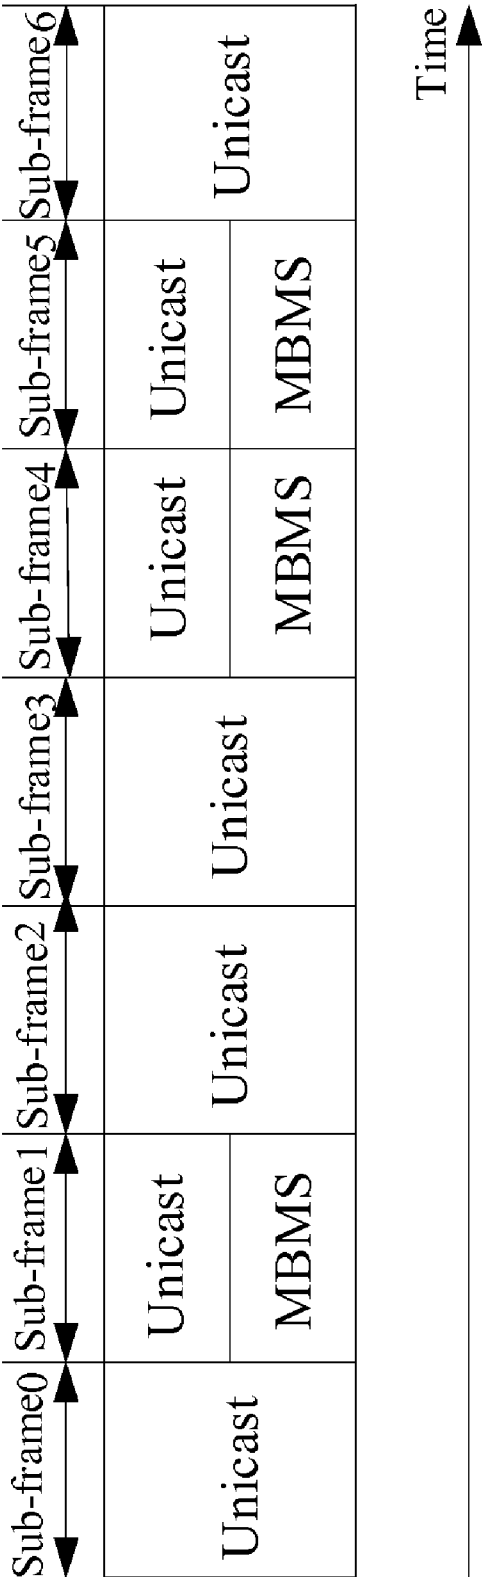 Sub-frame0 Sub-frame1 Sub-frame2 Sub-frame3 Sub-frame4 Sub-frame5 Sub-frame6
Unicast Unicast Unicast Unicast Unicast Unicast Unicast
MBMS MBMS MBMS
Time